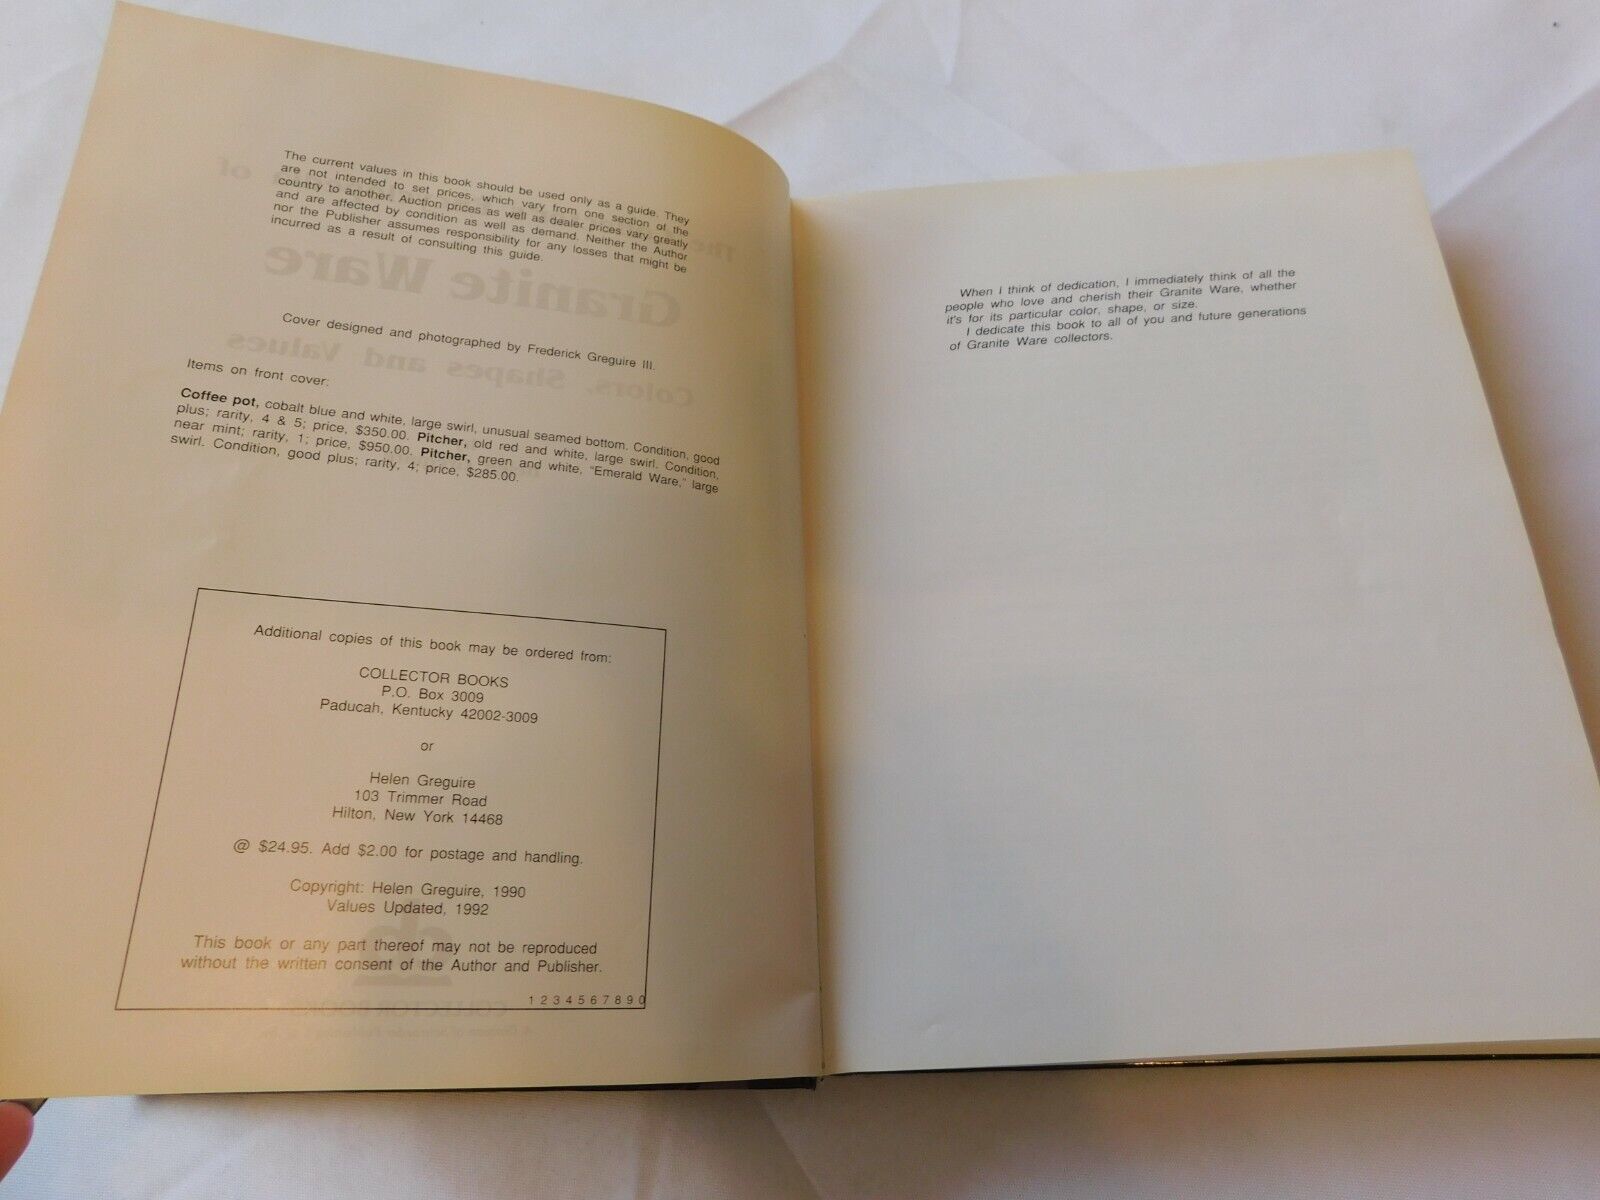 The current values in this book should be used only as a guide. They
are not intended to set prices, which vary from one section of the
country to another. Auction prices as well as dealer prices vary greatly
and are affected by condition as well as demand. Neither the Author
nor the Publisher assumes responsibility for any losses that might be
incurred as a result of consulting this guide.
Cover designed and photographed by Frederick Greguire III.
Items on front cover:
Coffee pot, cobalt blue and white, large swirl, unusual seamed bottom. Condition, good
plus; rarity, 4 & 5; price, $350.00. Pitcher, old red and white, large swirl. Condition,
near mint; rarity, 1; price, $950.00. Pitcher, green and white, "Emerald Ware," large
swirl. Condition, good plus; rarity, 4; price, $285.00.
Additional copies of this book may be ordered from:
COLLECTOR BOOKS
P.O. Box 3009
Paducah, Kentucky 42002-3009
or
Helen Greguire
103 Trimmer Road
Hilton, New York 14468
@ $24.95. Add $2.00 for postage and handling.
Copyright: Helen Greguire, 1990
Values Updated, 1992
This book or any part thereof may not be reproduced
without the written consent of the Author and Publisher.
1 2 3 4 5 6 7 8 9 0
When I think of dedication, I immediately think of all the
people who love and cherish their Granite Ware, whether
it's for its particular color, shape, or size.
I dedicate this book to all of you and future generations
of Granite Ware collectors.